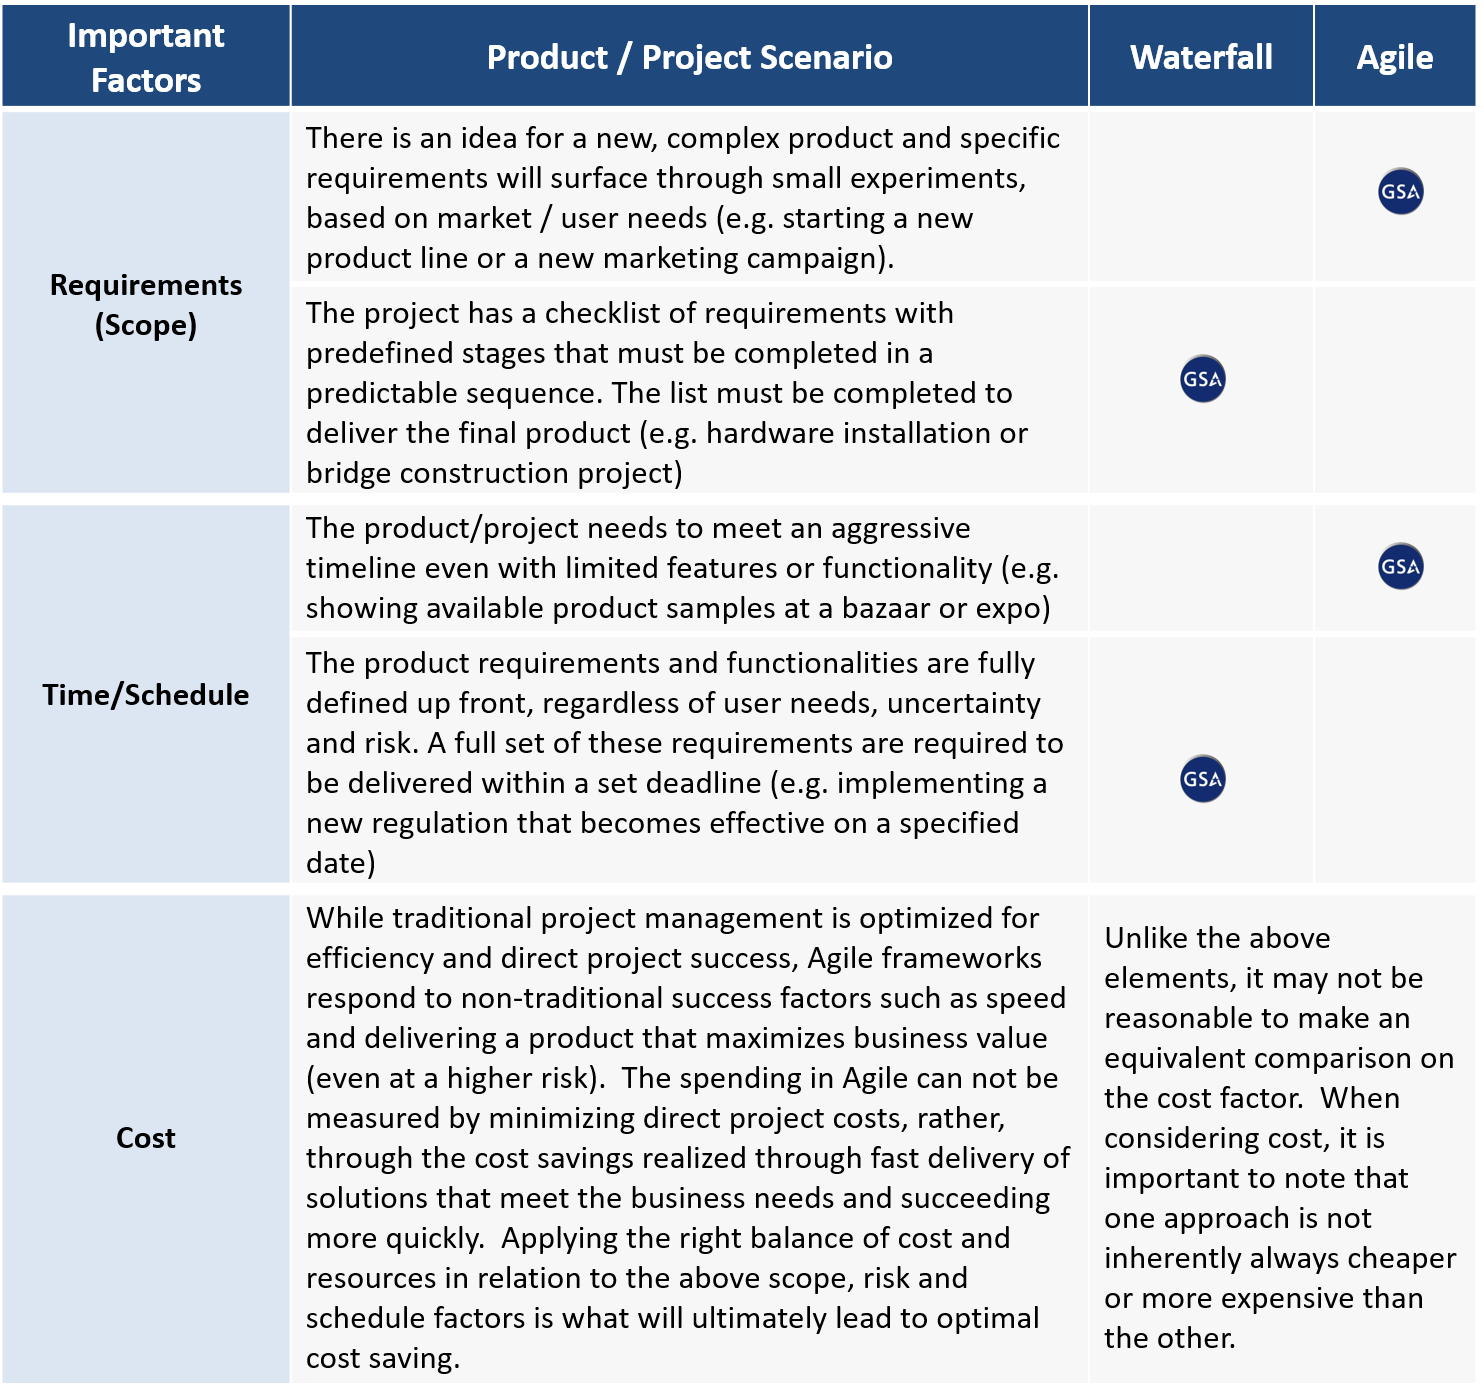 Important
Factors
Product / Project Scenario
Waterfall
Agile
Requirements
(Scope)
There is an idea for a new, complex product and specific
requirements will surface through small experiments,
based on market / user needs (e.g. starting a new
product line or a new marketing campaign).
GSA
The project has a checklist of requirements with
predefined stages that must be completed in a
predictable sequence. The list must be completed to
deliver the final product (e.g. hardware installation or
bridge construction project)
GSA
Time/Schedule
The product/project needs to meet an aggressive
timeline even with limited features or functionality (e.g.
showing available product samples at a bazaar or expo)
GSA
The product requirements and functionalities are fully
defined up front, regardless of user needs, uncertainty
and risk. A full set of these requirements are required to
be delivered within a set deadline (e.g. implementing a
new regulation that becomes effective on a specified
date)
GSA
Cost
While traditional project management is optimized for
efficiency and direct project success, Agile frameworks
respond to non-traditional success factors such as speed
and delivering a product that maximizes business value
(even at a higher risk).  The spending in Agile can not be
measured by minimizing direct project costs, rather,
through the cost savings realized through fast delivery of
solutions that meet the business needs and succeeding
more quickly.  Applying the right balance of cost and
resources in relation to the above scope, risk and
schedule factors is what will ultimately lead to optimal
cost saving.
Unlike the above
elements, it may not be
reasonable to make an
equivalent comparison on
the cost factor.  When
considering cost, it is
important to note that
one approach is not
inherently always cheaper
or more expensive than
the other.